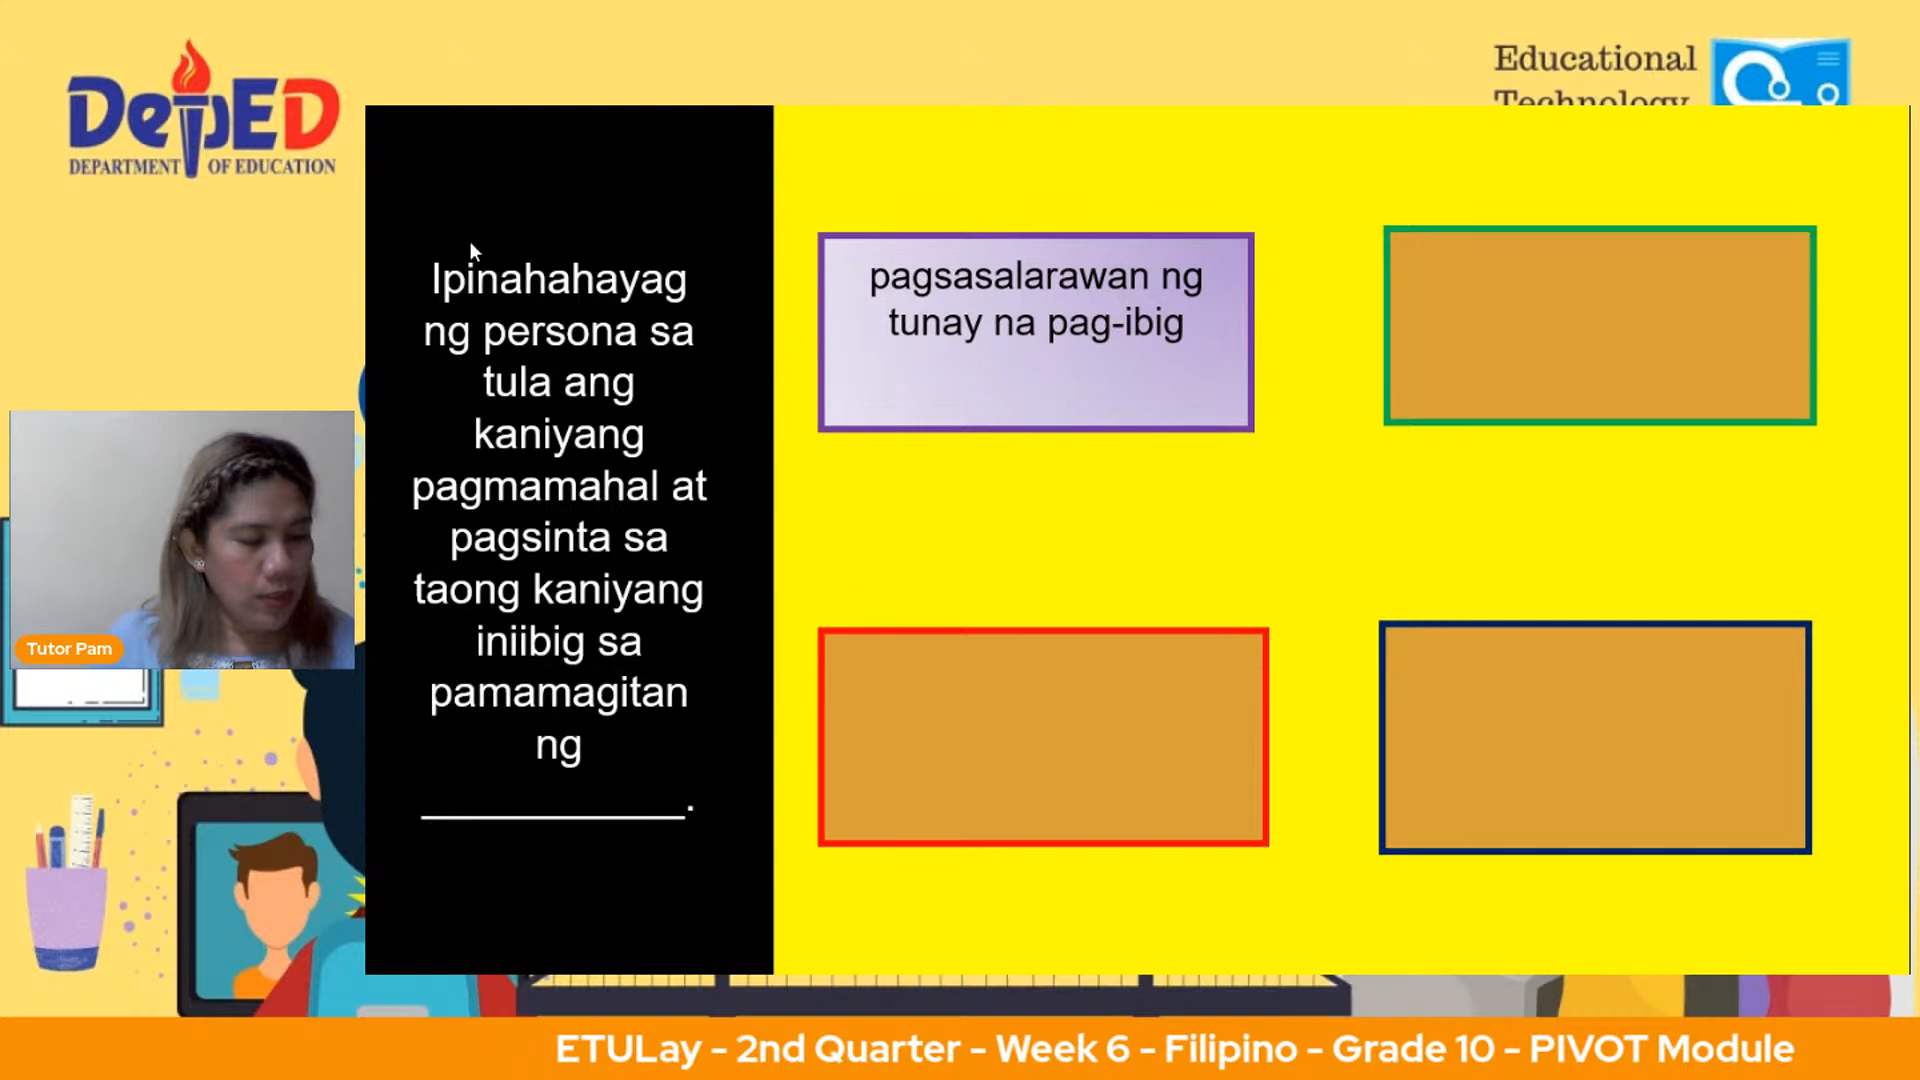 DepED
DEPARTMENT OF EDUCATION
Educational
Technology
Ipinahahayag
ng persona sa
tula ang
kaniyang
pagmamahal at
pagsinta sa
taong kaniyang
iniibig sa
pamamagitan
ng
______________.
pagsasalarawan ng
tunay na pag-ibig
Tutor Pam
ETULay - 2nd Quarter - Week 6 - Filipino - Grade 10 - PIVOT Module